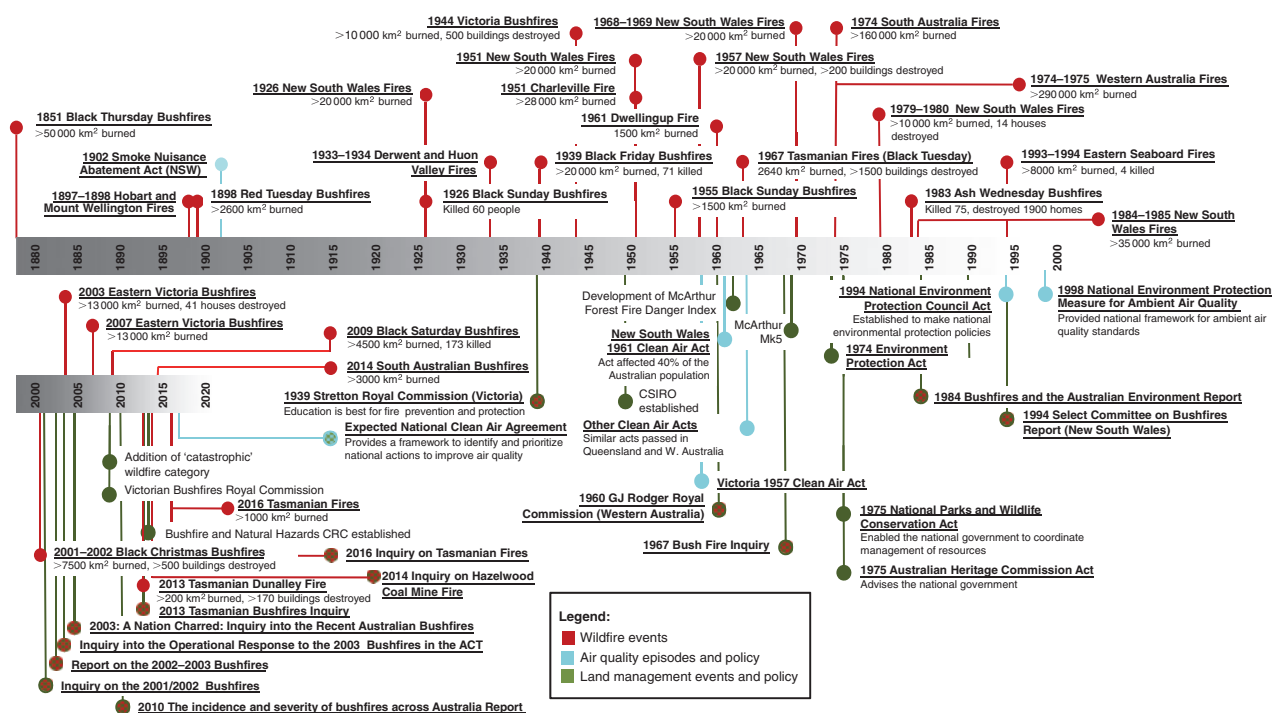 1944 Victoria Bushfires
>10 000 km² burned, 500 buildings destroyed
1968–1969 New South Wales Fires
>20 000 km² burned
1974 South Australia Fires
>160 000 km² burned
1951 New South Wales Fires
>20 000 km² burned
1957 New South Wales Fires
>20 000 km² burned, >200 buildings destroyed
1926 New South Wales Fires
>20 000 km² burned
1951 Charleville Fire
>28 000 km² burned
1974–1975 Western Australia Fires
>290 000 km² burned
1851 Black Thursday Bushfires
>50 000 km² burned
1961 Dwellingup Fire
1500 km² burned
1979–1980 New South Wales Fires
>10 000 km² burned, 14 houses
destroyed
1902 Smoke Nuisance
Abatement Act (NSW)
1933–1934 Derwent and Huon
Valley Fires
1939 Black Friday Bushfires
>20 000 km² burned, 71 killed
1967 Tasmanian Fires (Black Tuesday)
2640 km² burned, >1500 buildings destroyed
1993–1994 Eastern Seaboard Fires
>8000 km² burned, 4 killed
1897–1898 Hobart and
Mount Wellington Fires
1898 Red Tuesday Bushfires
>2600 km² burned
1926 Black Sunday Bushfires
Killed 60 people
1955 Black Sunday Bushfires
>1500 km² burned
1983 Ash Wednesday Bushfires
Killed 75, destroyed 1900 homes
1984–1985 New South
Wales Fires
>35 000 km² burned
1880 1885 1890 1895 1900 1905 1910 1915 1920 1925 1930 1935 1940 1945 1950 1955 1960 1965 1970 1975 1980 1985 1990 1995 2000
2003 Eastern Victoria Bushfires
>13 000 km² burned, 41 houses destroyed
2007 Eastern Victoria Bushfires
>13 000 km² burned
2009 Black Saturday Bushfires
>4500 km² burned, 173 killed
2014 South Australian Bushfires
>3000 km² burned
Development of McArthur
Forest Fire Danger Index
McArthur
Mk5
New South Wales
1961 Clean Air Act
Act affected 40% of the
Australian population
1994 National Environment
Protection Council Act
Established to make national
environmental protection policies
1998 National Environment Protection
Measure for Ambient Air Quality
Provided national framework for ambient air
quality standards
1974 Environment
Protection Act
2000 2005 2010 2015 2020
1939 Stretton Royal Commission (Victoria)
Education is best for fire prevention and protection
CSIRO
established
1984 Bushfires and the Australian Environment Report
1994 Select Committee on Bushfires
Report (New South Wales)
Expected National Clean Air Agreement
Provides a framework to identify and prioritize
national actions to improve air quality
Other Clean Air Acts
Similar acts passed in
Queensland and W. Australia
Addition of ‘catastrophic’
wildfire category
Victorian Bushfires Royal Commission
Victoria 1957 Clean Air Act
2016 Tasmanian Fires
>1000 km² burned
1960 GJ Rodger Royal
Commission (Western Australia)
1975 National Parks and Wildlife
Conservation Act
Enabled the national government to coordinate
management of resources
Bushfire and Natural Hazards CRC established
2001–2002 Black Christmas Bushfires
>7500 km² burned, >500 buildings destroyed
2016 Inquiry on Tasmanian Fires
1967 Bush Fire Inquiry
1975 Australian Heritage Commission Act
Advises the national government
2013 Tasmanian Dunalley Fire
>200 km² burned, >170 buildings destroyed
2014 Inquiry on Hazelwood
Coal Mine Fire
2013 Tasmanian Bushfires Inquiry
2003: A Nation Charred: Inquiry into the Recent Australian Bushfires
Inquiry into the Operational Response to the 2003 Bushfires in the ACT
Report on the 2002–2003 Bushfires
Inquiry on the 2001/2002 Bushfires
2010 The incidence and severity of bushfires across Australia Report
Legend:
Wildfire events
Air quality episodes and policy
Land management events and policy